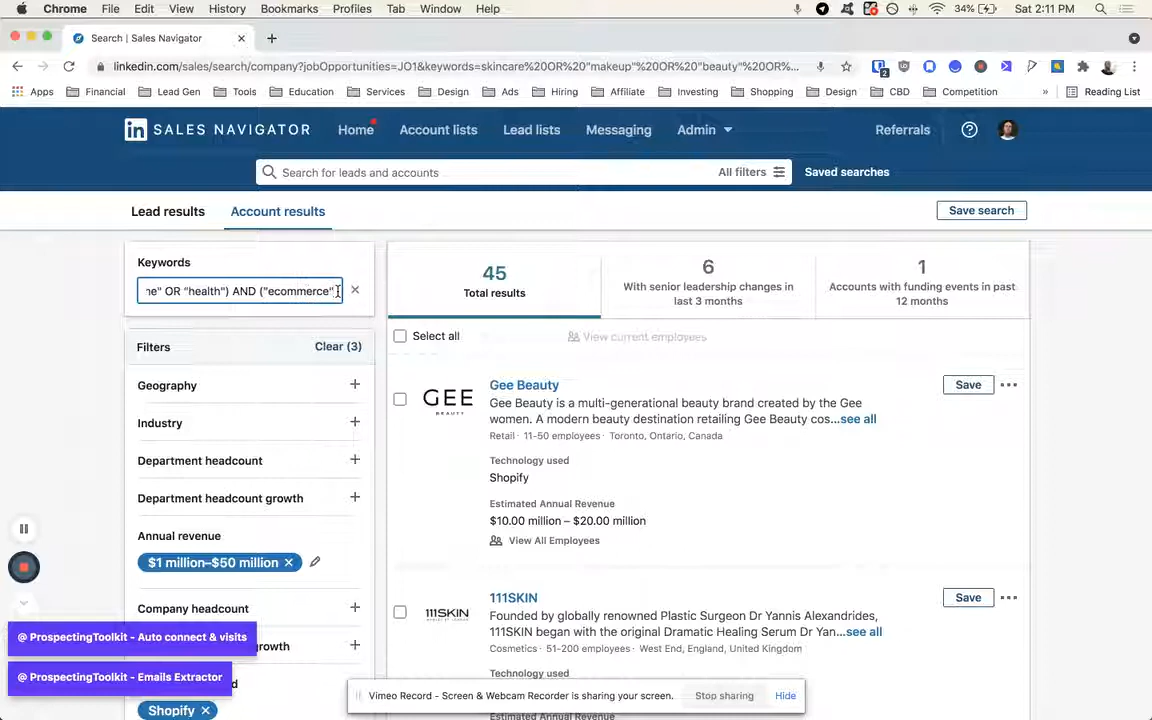 Chrome File Edit View History Bookmarks Profiles Tab Window Help 34% Sat 2:11 PM
Search | Sales Navigator
linkedin.com/sales/search/company?jobOpportunities=JO1&keywords=skincare%20OR%20"makeup"%20OR%20"beauty"%20OR%... 2
Apps Financial Lead Gen Tools Education Services Design Ads Hiring Affiliate Investing Shopping Design CBD Competition » Reading List
in SALES NAVIGATOR Home Account lists Lead lists Messaging Admin Referrals
Search for leads and accounts All filters Saved searches
Lead results Account results Save search
Keywords
ne" OR "health") AND ("ecommerce"
45
Total results
6
With senior leadership changes in
last 3 months
1
Accounts with funding events in past
12 months
Filters Clear (3)
Geography
Industry
Department headcount
Department headcount growth
Annual revenue
$1 million–$50 million
Company headcount
growth
d
Shopify
Select all View current employees
GEE
BEAUTY
Gee Beauty
Save
Gee Beauty is a multi-generational beauty brand created by the Gee
women. A modern beauty destination retailing Gee Beauty cos...see all
Retail · 11-50 employees · Toronto, Ontario, Canada
Technology used
Shopify
Estimated Annual Revenue
$10.00 million – $20.00 million
View All Employees
111SKIN
111SKIN
Save
Founded by globally renowned Plastic Surgeon Dr Yannis Alexandrides,
111SKIN began with the original Dramatic Healing Serum Dr Yan...see all
Cosmetics · 51-200 employees · West End, England, United Kingdom
Technology used
Estimated Annual Revenue
@ ProspectingToolkit - Auto connect & visits
@ ProspectingToolkit - Emails Extractor
Vimeo Record - Screen & Webcam Recorder is sharing your screen. Stop sharing Hide